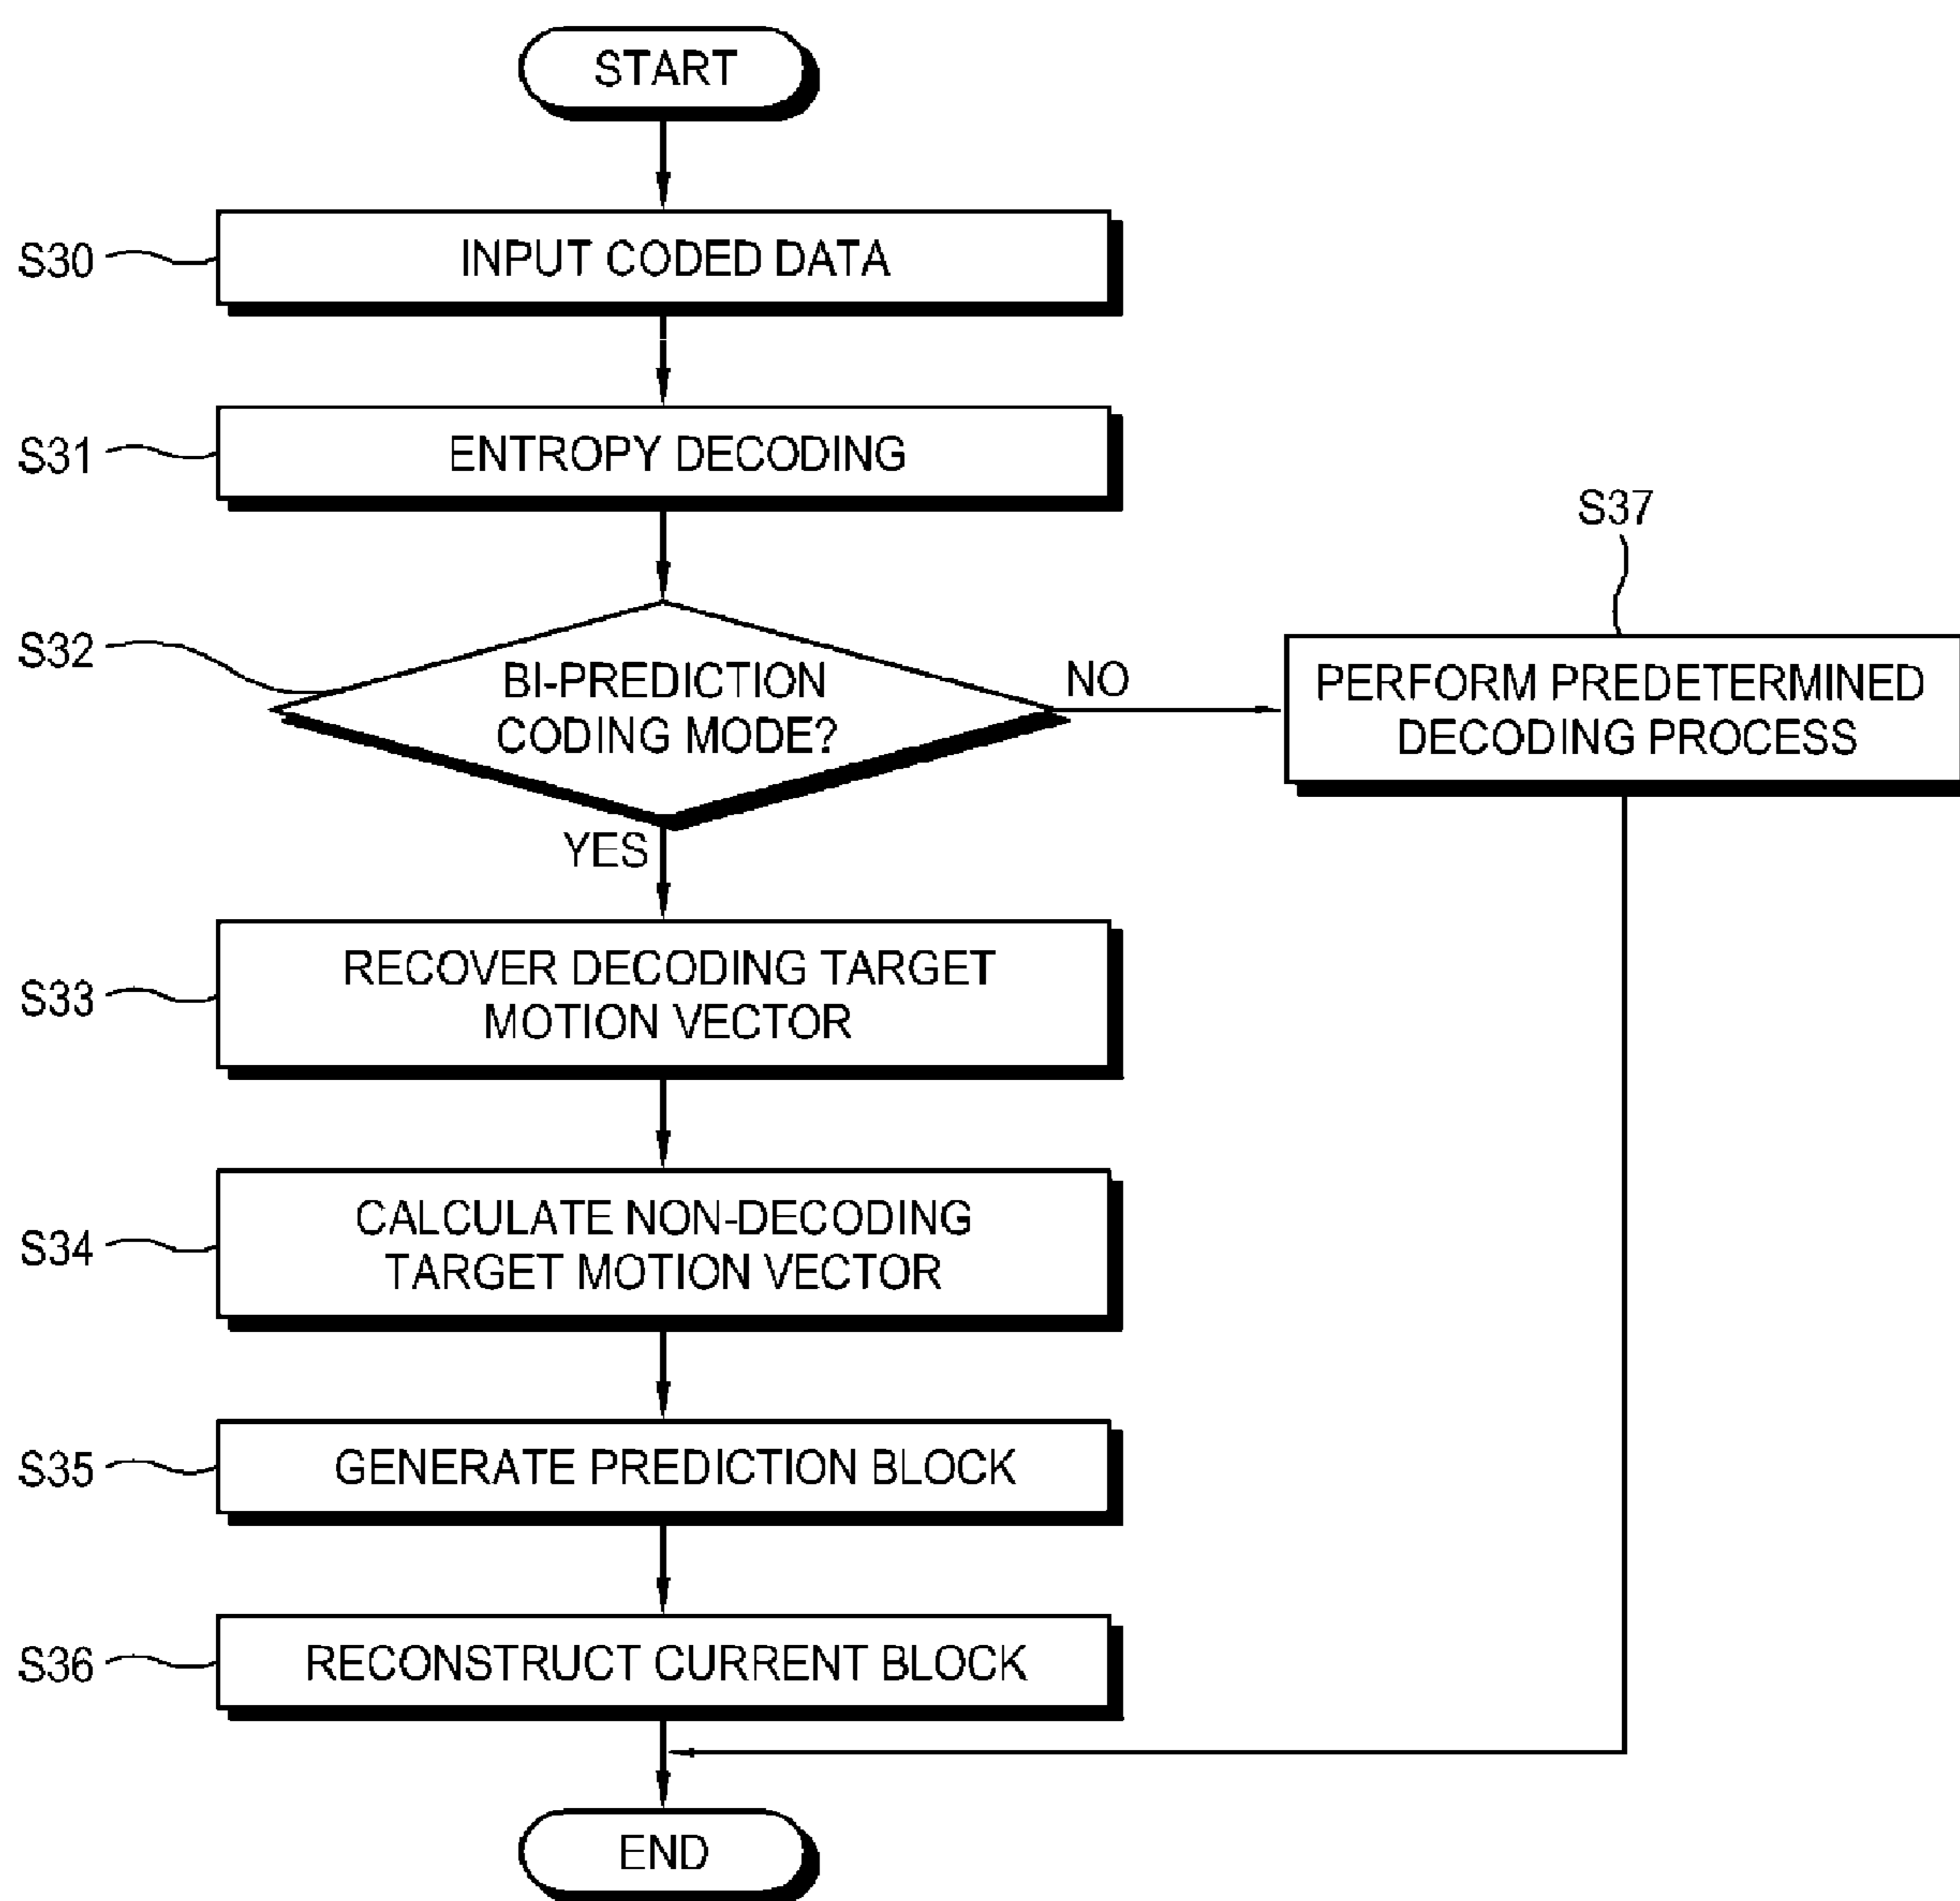 START
S30
INPUT CODED DATA
S31
ENTROPY DECODING
S32
BI-PREDICTION
CODING MODE?
NO
S37
PERFORM PREDETERMINED
DECODING PROCESS
YES
S33
RECOVER DECODING TARGET
MOTION VECTOR
S34
CALCULATE NON-DECODING
TARGET MOTION VECTOR
S35
GENERATE PREDICTION BLOCK
S36
RECONSTRUCT CURRENT BLOCK
END